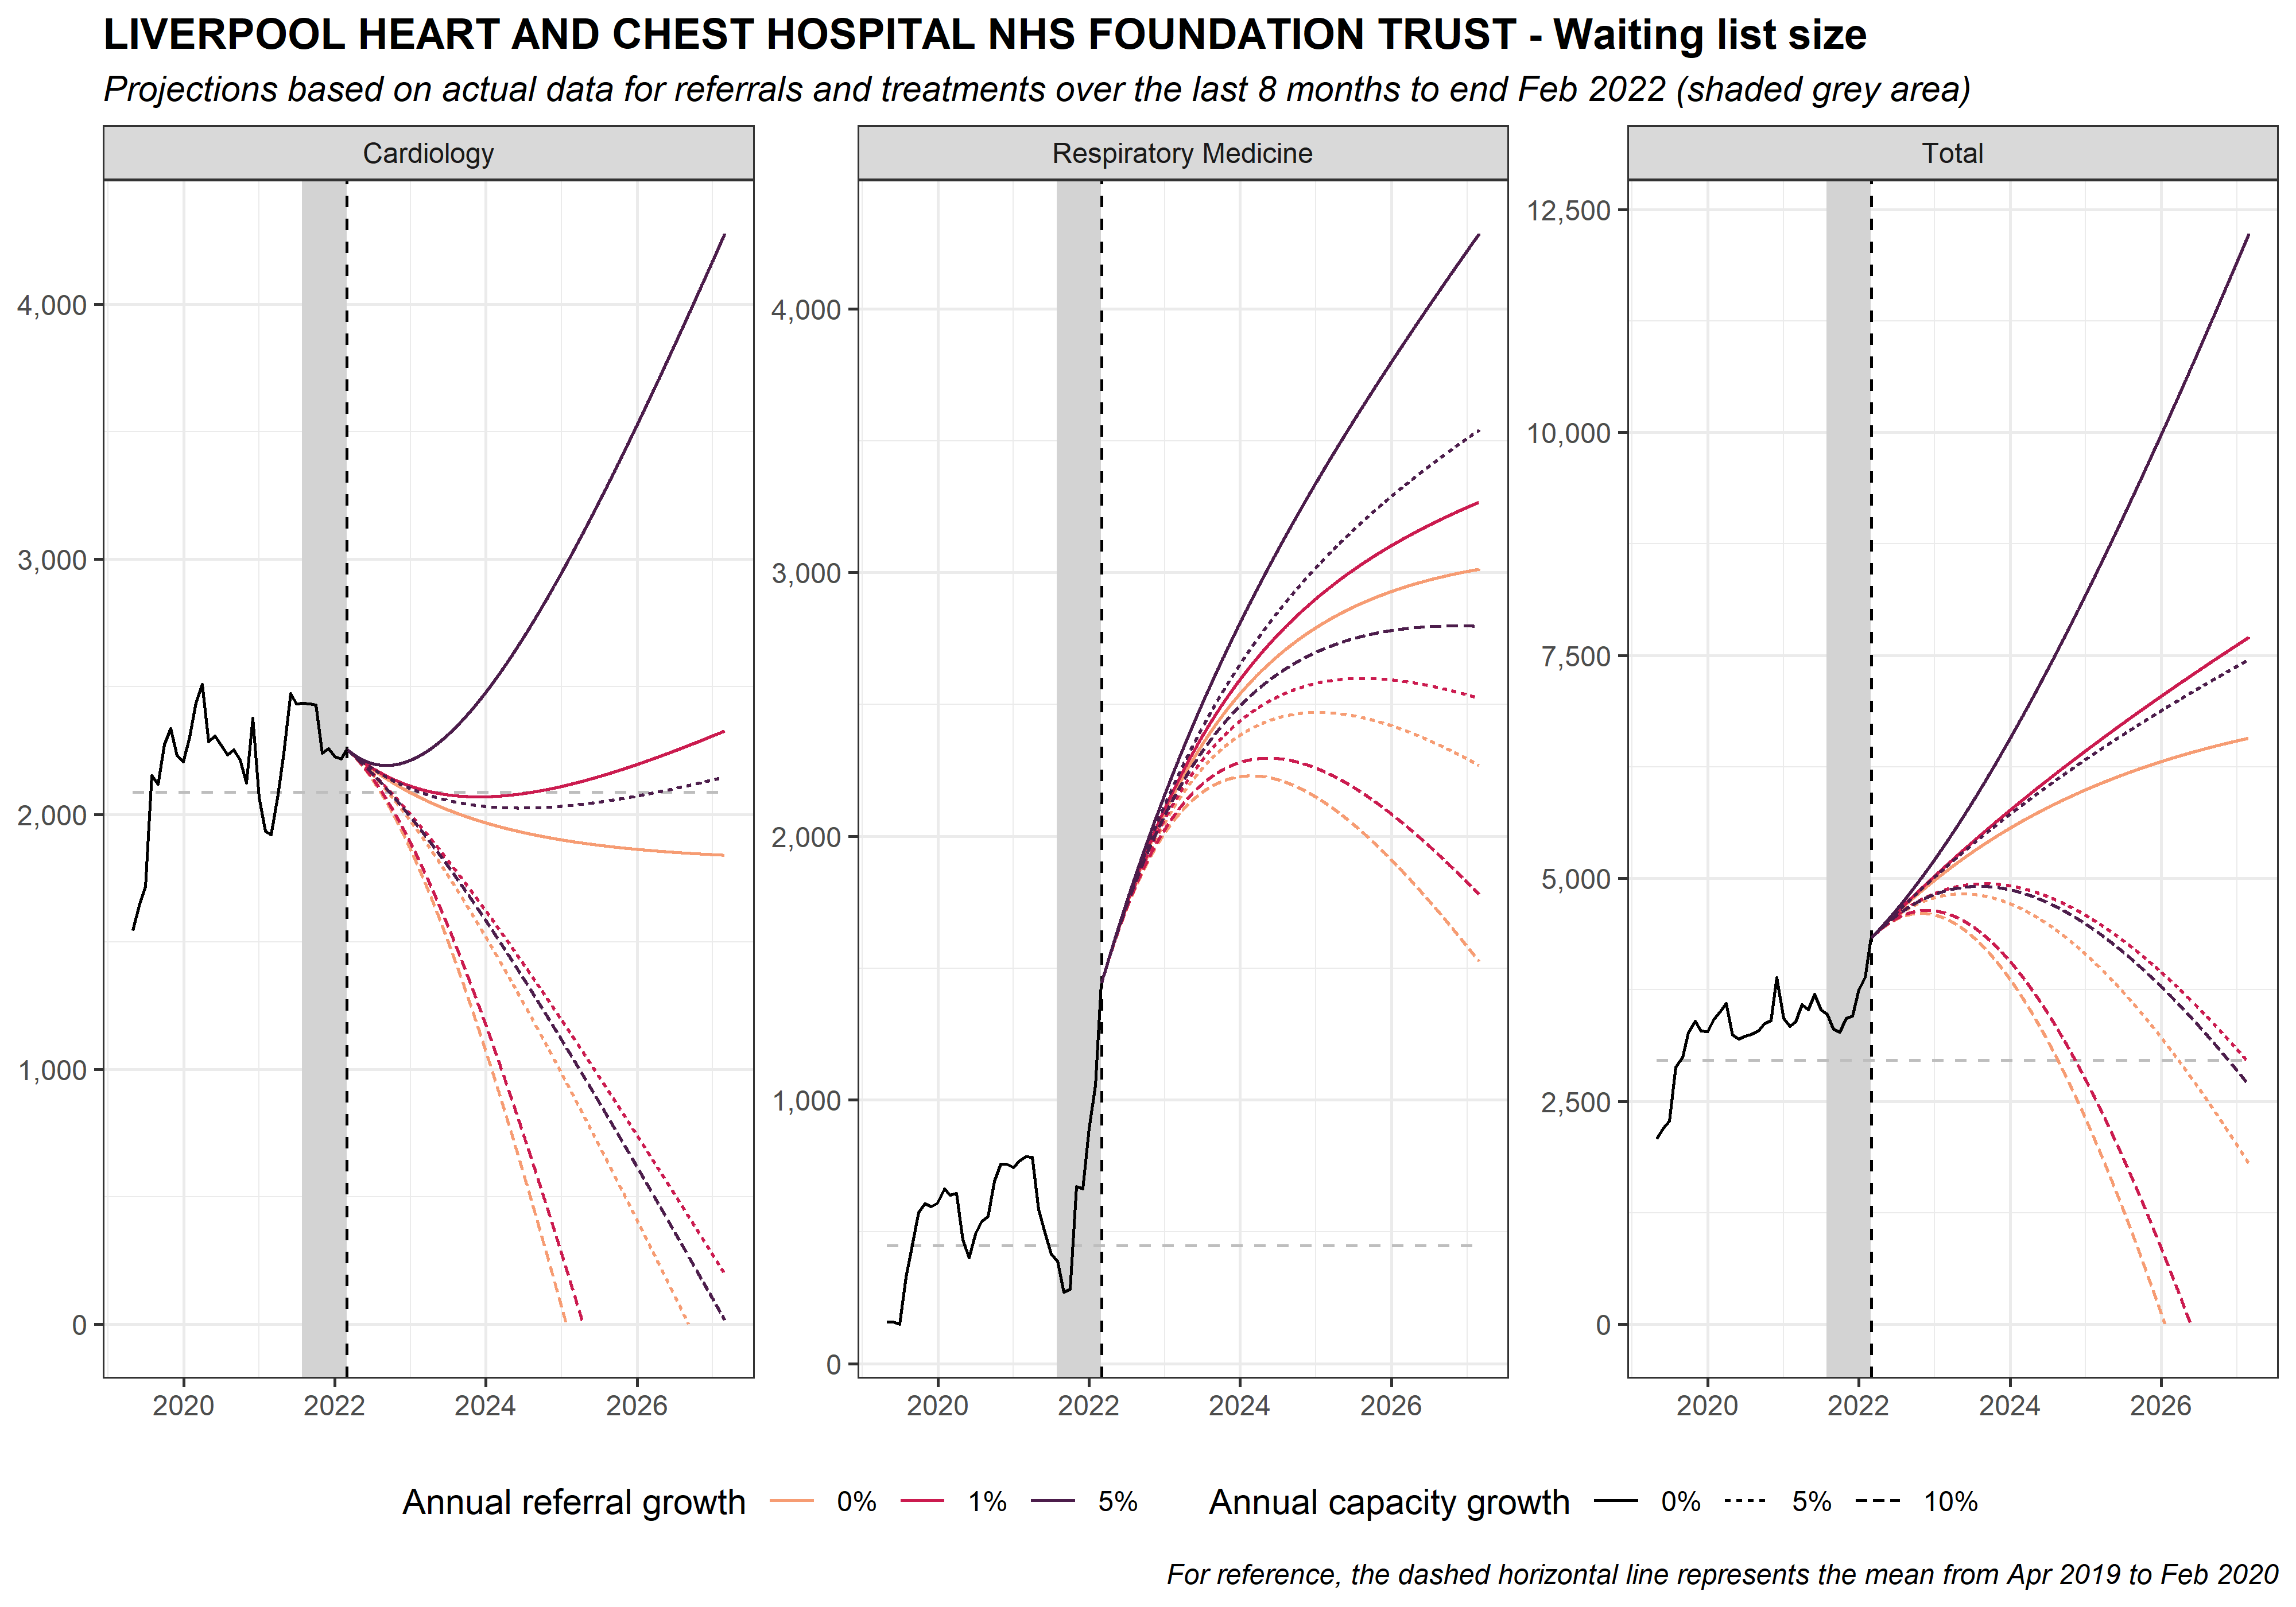 LIVERPOOL HEART AND CHEST HOSPITAL NHS FOUNDATION TRUST - Waiting list size
Projections based on actual data for referrals and treatments over the last 8 months to end Feb 2022 (shaded grey area)
Cardiology
4,000
3,000
2,000
1,000
0
2020 2022 2024 2026
Respiratory Medicine
4,000
3,000
2,000
1,000
0
2020 2022 2024 2026
Total
12,500
10,000
7,500
5,000
2,500
0
2020 2022 2024 2026
Annual referral growth 0% 1% 5% Annual capacity growth 0% 5% 10%
For reference, the dashed horizontal line represents the mean from Apr 2019 to Feb 2020